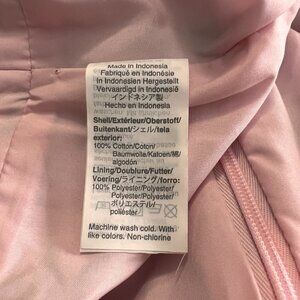 Made in Indonesia
Fabriqué en Indonésie
In Indonesien Hergestellt
Vervaardigd in Indonesië
インドネシア製
Hecho en Indonesia
Shell/Extérieur/Oberstoff/
Buitenkant/シェル/tela
exterior:
100% Cotton/Coton/
Baumwolle/Katoen/綿/
algodón
Lining/Doublure/Futter/
Voering/ライニング/forro:
100% Polyester/Polyester/
Polyester/Polyester/
ポリエステル/
poliéster
Machine wash cold. With
like colors. Non-chlorine